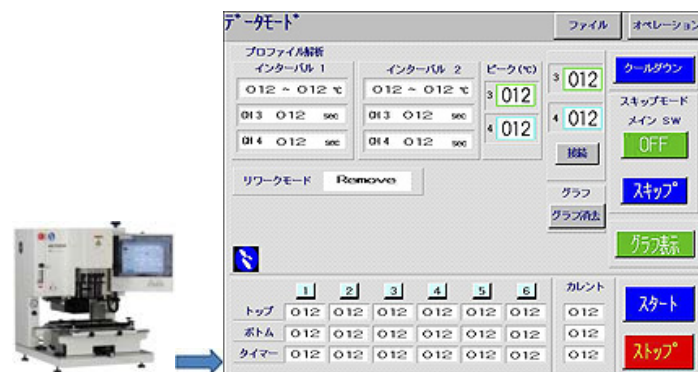 データモード
ファイル
オペレーション
プロファイル解析
インターバル 1
インターバル 2
ピーク(℃)
012 ~ 012 ℃
012 ~ 012 ℃
3 012
3 012
クールダウン
CH3 012 sec
CH3 012 sec
CH4 012 sec
CH4 012 sec
4 012
4 012
スキップモード
メイン SW
OFF
接続
リワークモード Remove
グラフ
グラフ消去
スキップ
グラフ表示
1 2 3 4 5 6 カレント
トップ 012 012 012 012 012 012 012
ボトム 012 012 012 012 012 012 012
タイマー 012 012 012 012 012 012 012
スタート
ストップ